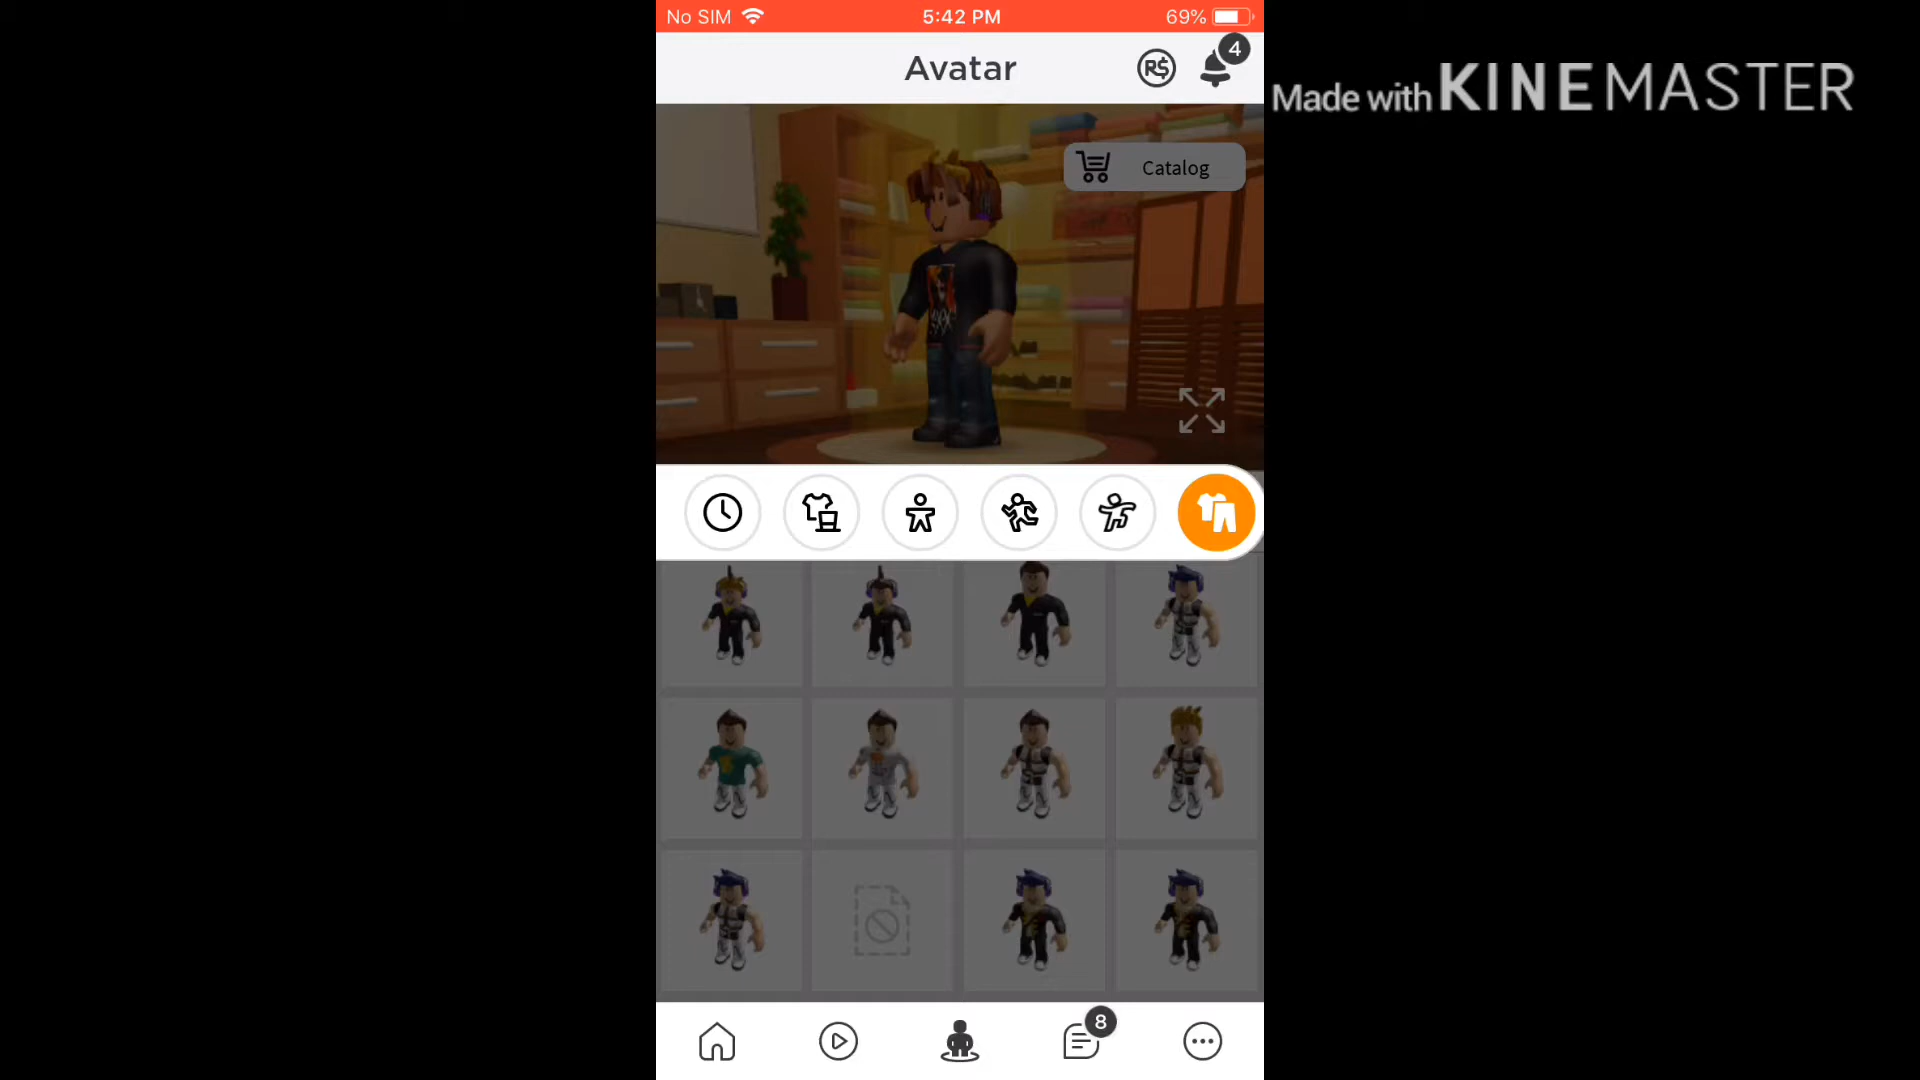 No SIM 5:42 PM 69%
Avatar R$ 4
Made with KINEMASTER
Catalog
8